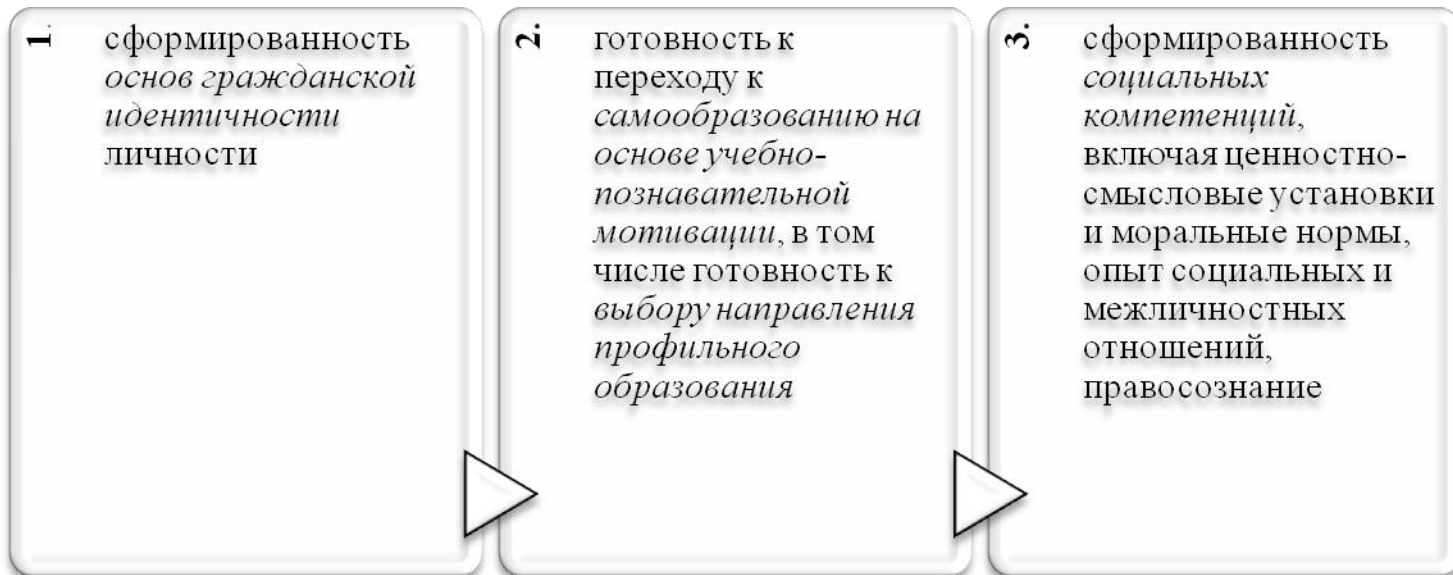 1.
сформированность
основ гражданской
идентичности
личности
2.
готовность к
переходу к
самообразованию на
основе учебно-
познавательной
мотивации, в том
числе готовность к
выбору направления
профильного
образования
3.
сформированность
социальных
компетенций,
включая ценностно-
смысловые установки
и моральные нормы,
опыт социальных и
межличностных
отношений,
правосознание